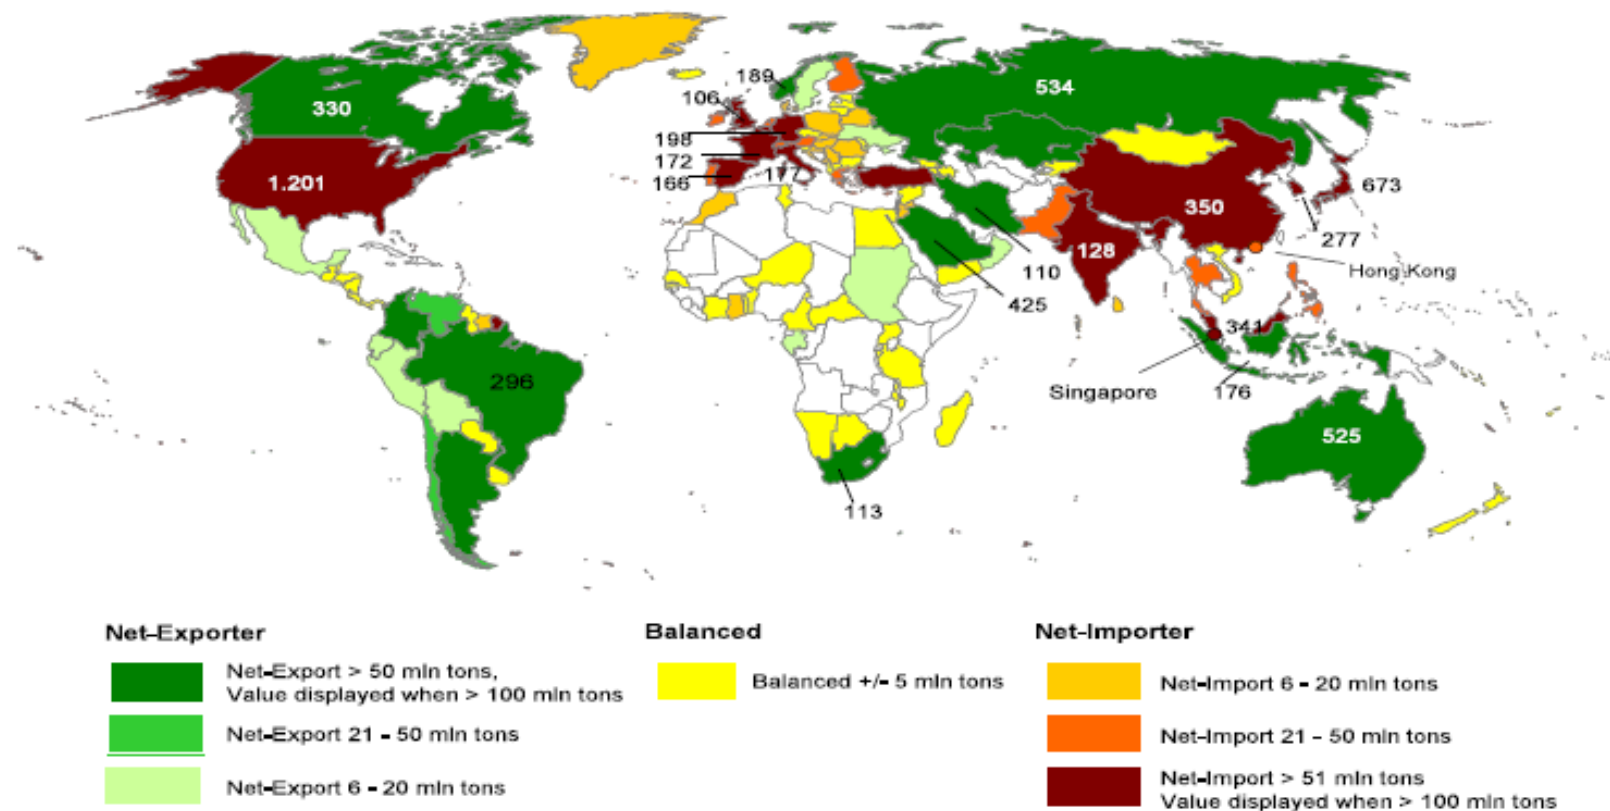 189
534
330
106
198
172
177
166
1.201
673
350
277
128
110
Hong Kong
425
341
296
Singapore
176
525
113
Net-Exporter
Net-Export > 50 mln tons,
Value displayed when > 100 mln tons
Net-Export 21 - 50 mln tons
Net-Export 6 - 20 mln tons
Balanced
Balanced +/- 5 mln tons
Net-Importer
Net-Import 6 - 20 mln tons
Net-Import 21 - 50 mln tons
Net-Import > 51 mln tons
Value displayed when > 100 mln tons